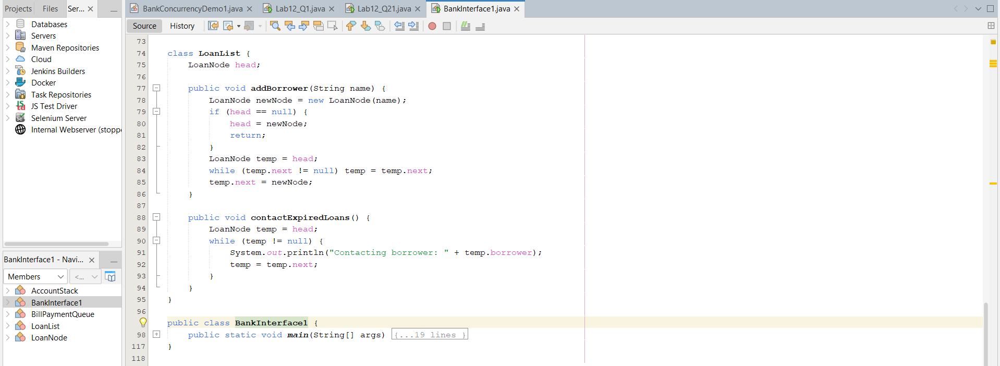 Projects Files Ser...
Databases
Servers
Maven Repositories
Cloud
Jenkins Builders
Docker
Task Repositories
JS Test Driver
Selenium Server
Internal Webserver (stopp
BankInterface1 - Navi...
Members <...
AccountStack
BankInterface1
BillPaymentQueue
LoanList
LoanNode
BankConcurrencyDemo1.java Lab12_Q1.java Lab12_Q21.java BankInterface1.java
Source History
73
74 class LoanList {
75 LoanNode head;
76
77 public void addBorrower(String name) {
78 LoanNode newNode = new LoanNode(name);
79 if (head == null) {
80 head = newNode;
81 return;
82 }
83 LoanNode temp = head;
84 while (temp.next != null) temp = temp.next;
85 temp.next = newNode;
86 }
87
88 public void contactExpiredLoans() {
89 LoanNode temp = head;
90 while (temp != null) {
91 System.out.println("Contacting borrower: " + temp.borrower);
92 temp = temp.next;
93 }
94 }
95 }
96
public class BankInterface1 {
98 public static void main(String[] args) {...19 lines }
117 }
118